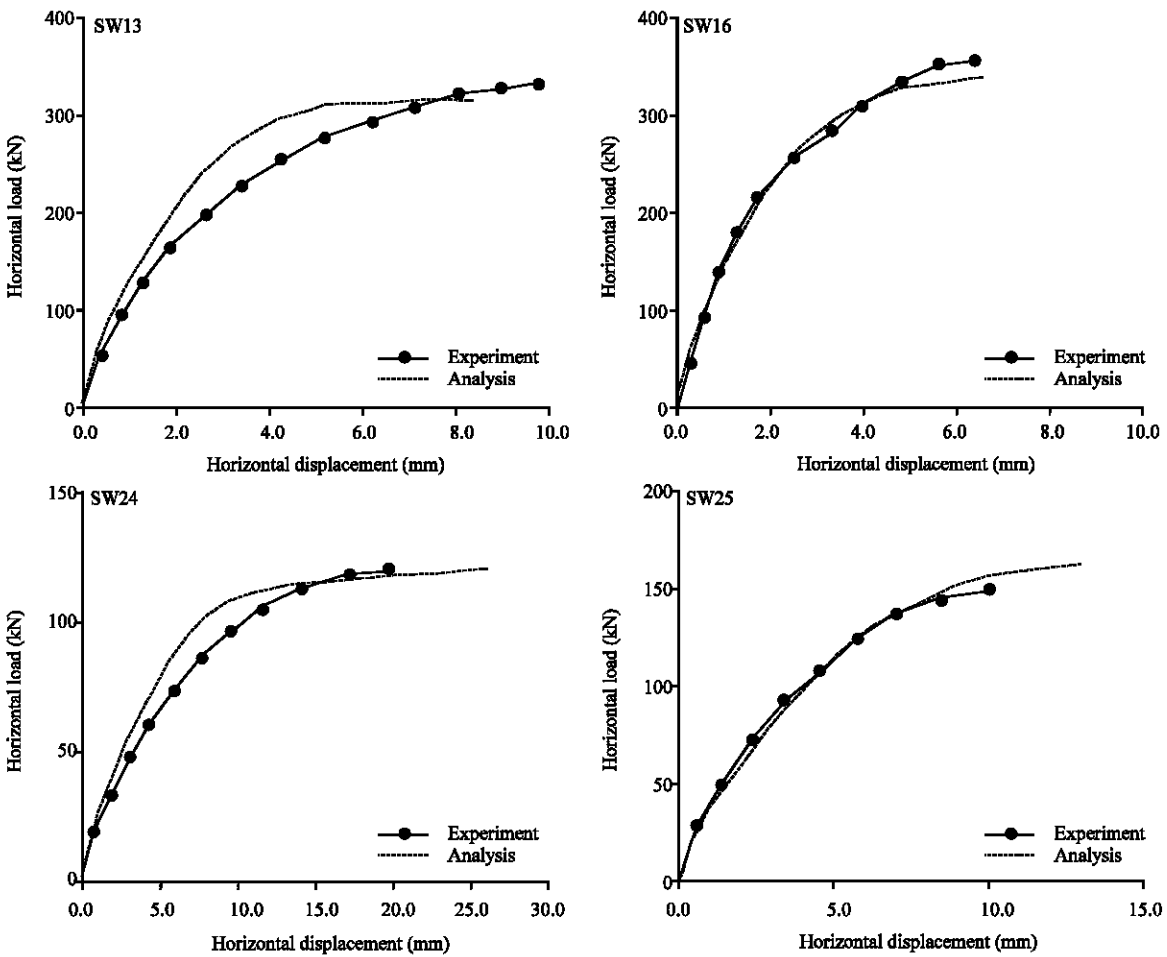 SW13
400
300
200
100
0
Horizontal load (kN)
Experiment
Analysis
0.0 2.0 4.0 6.0 8.0 10.0
Horizontal displacement (mm)
SW16
400
300
200
100
0
Horizontal load (kN)
Experiment
Analysis
0.0 2.0 4.0 6.0 8.0 10.0
Horizontal displacement (mm)
SW24
150
100
50
0
Horizontal load (kN)
Experiment
Analysis
0.0 5.0 10.0 15.0 20.0 25.0 30.0
Horizontal displacement (mm)
SW25
200
150
100
50
0
Horizontal load (kN)
Experiment
Analysis
0.0 5.0 10.0 15.0
Horizontal displacement (mm)